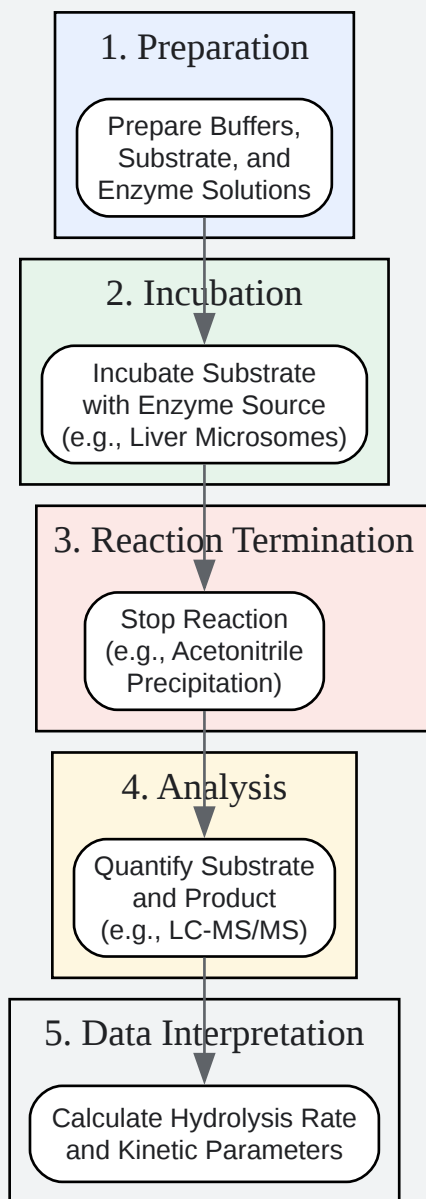 1. Preparation
Prepare Buffers,
Substrate, and
Enzyme Solutions
2. Incubation
Incubate Substrate
with Enzyme Source
(e.g., Liver Microsomes)
3. Reaction Termination
Stop Reaction
(e.g., Acetonitrile
Precipitation)
4. Analysis
Quantify Substrate
and Product
(e.g., LC-MS/MS)
5. Data Interpretation
Calculate Hydrolysis Rate
and Kinetic Parameters